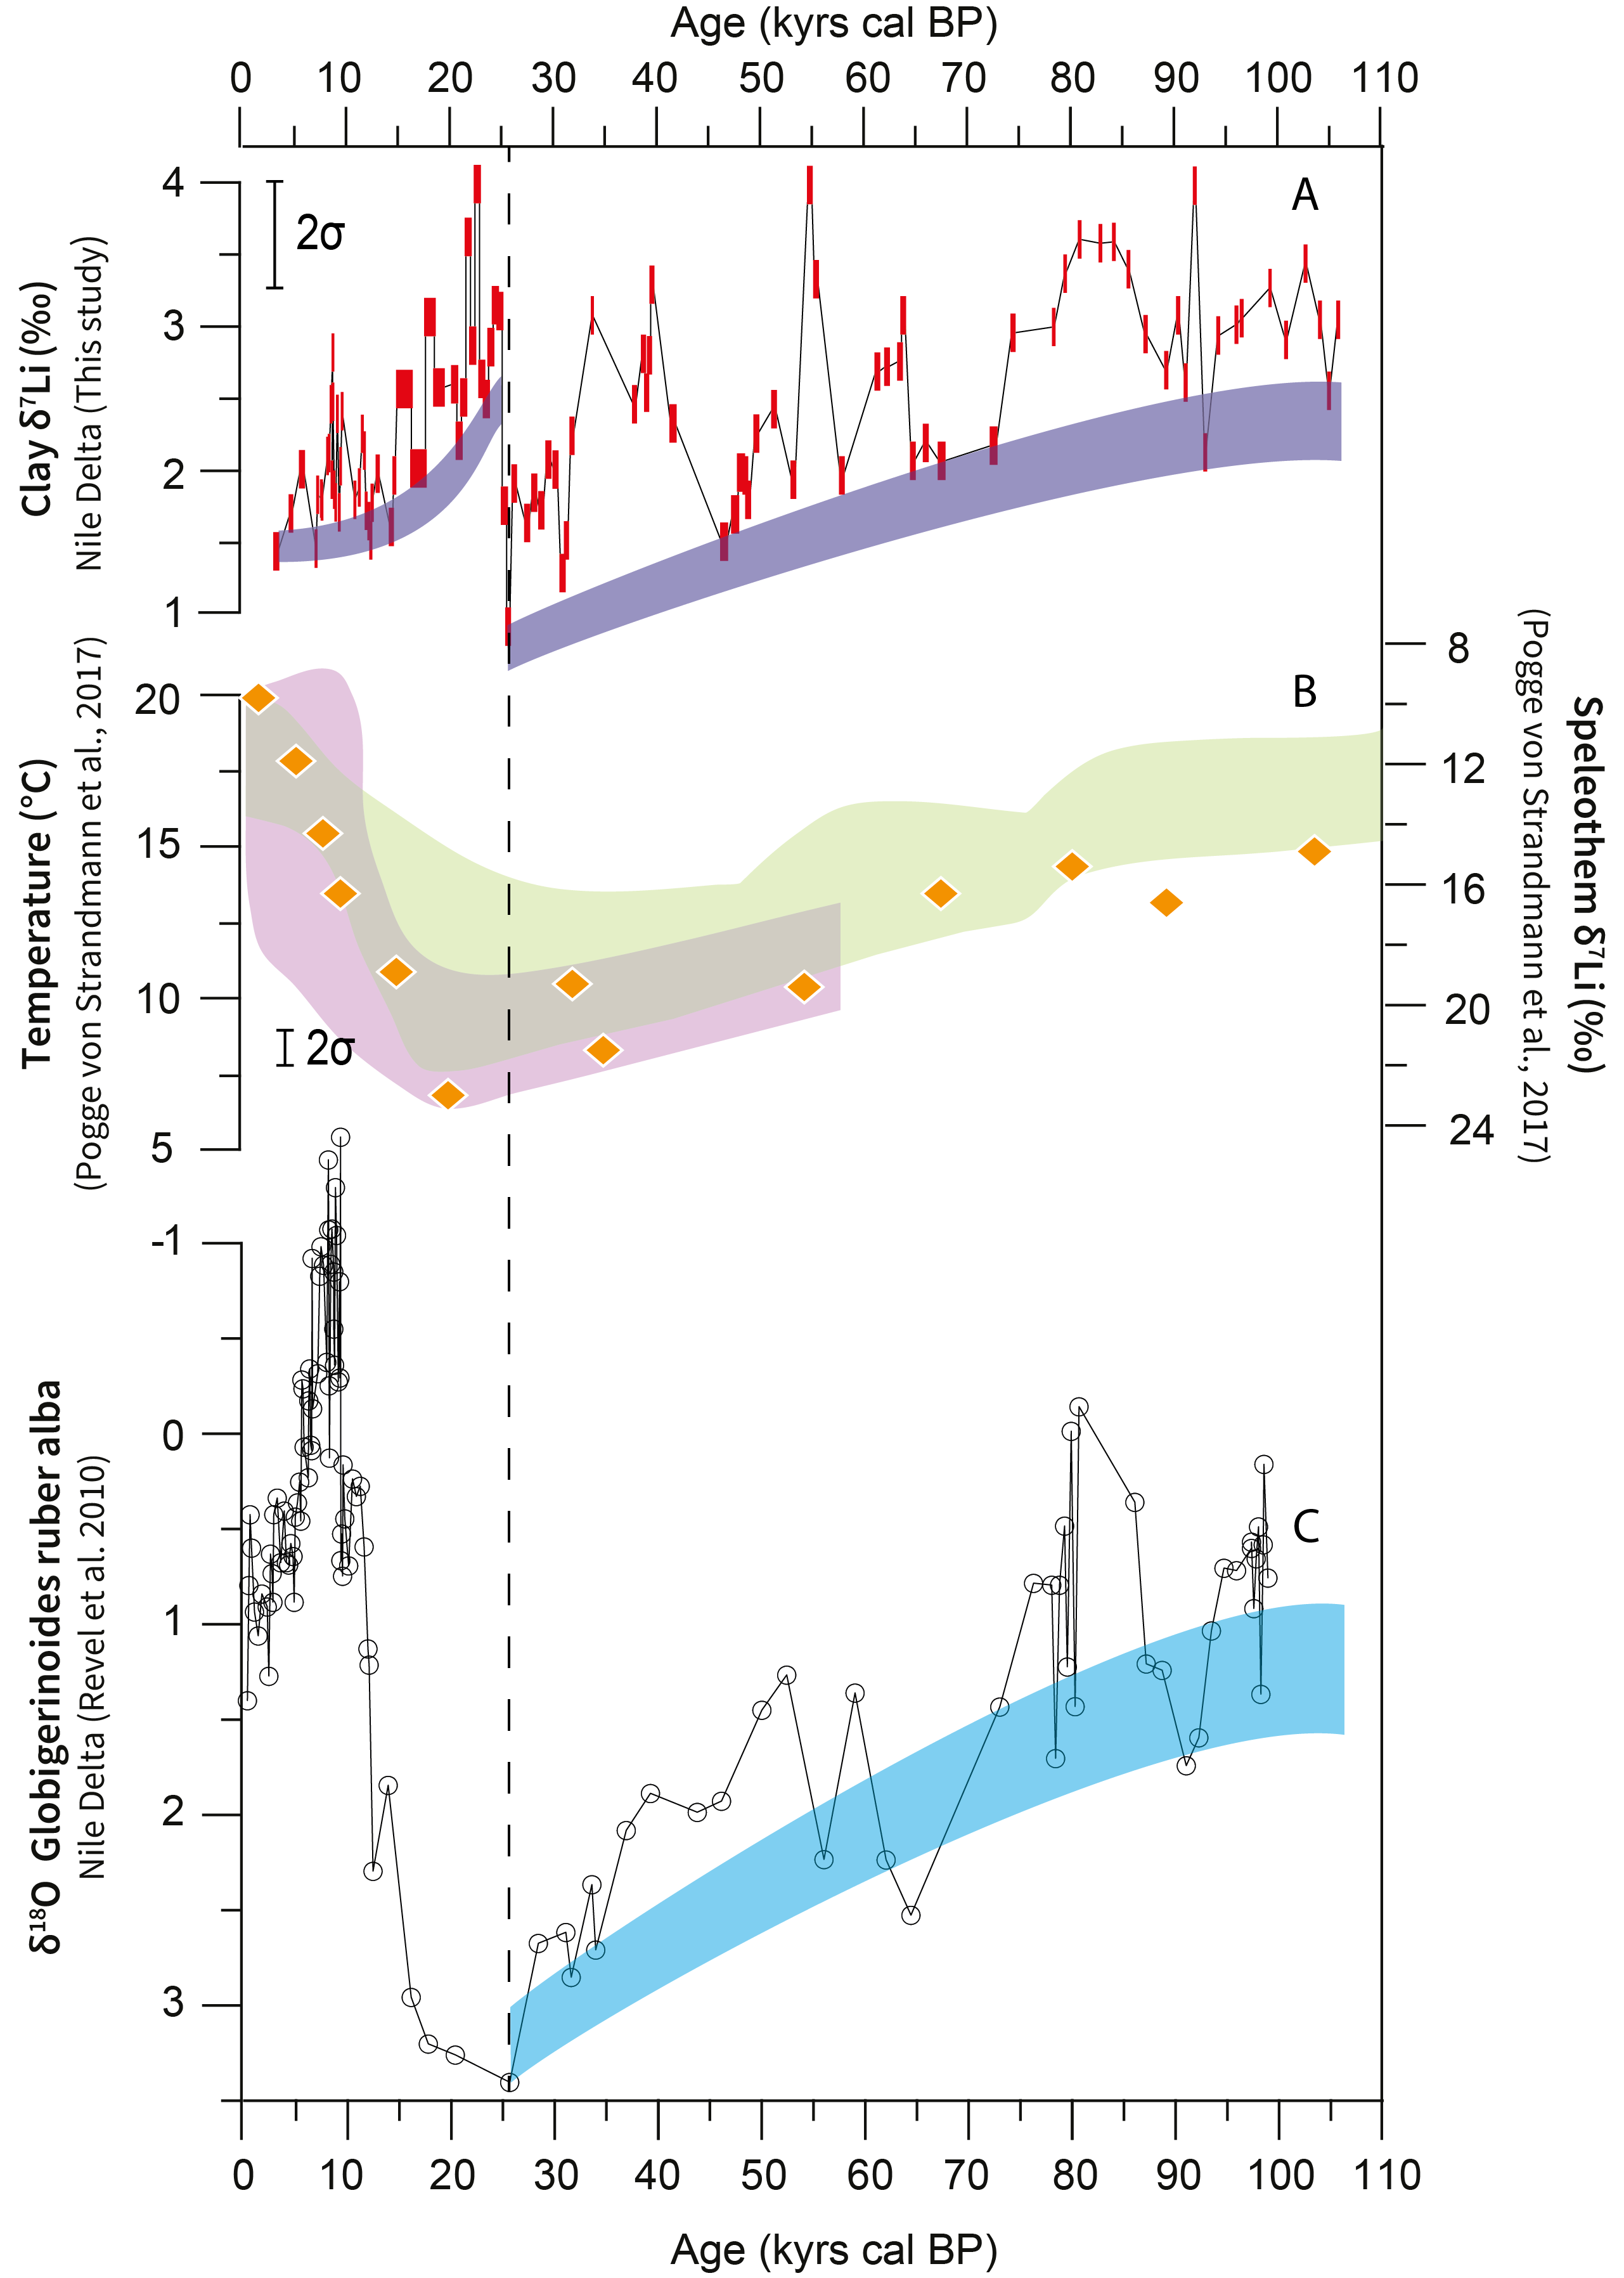 Age (kyrs cal BP)
0 10 20 30 40 50 60 70 80 90 100 110
Clay δ⁷Li (‰)
Nile Delta (This study)
4
3
2
1
2σ
A
Temperature (°C)
(Pogge von Strandmann et al., 2017)
20
15
10
5
2σ
B
8
12
16
20
24
Speleothem δ⁷Li (‰)
(Pogge von Strandmann et al., 2017)
δ¹⁸O Globigerinoides ruber alba
Nile Delta (Revel et al. 2010)
-1
0
1
2
3
C
0 10 20 30 40 50 60 70 80 90 100 110
Age (kyrs cal BP)